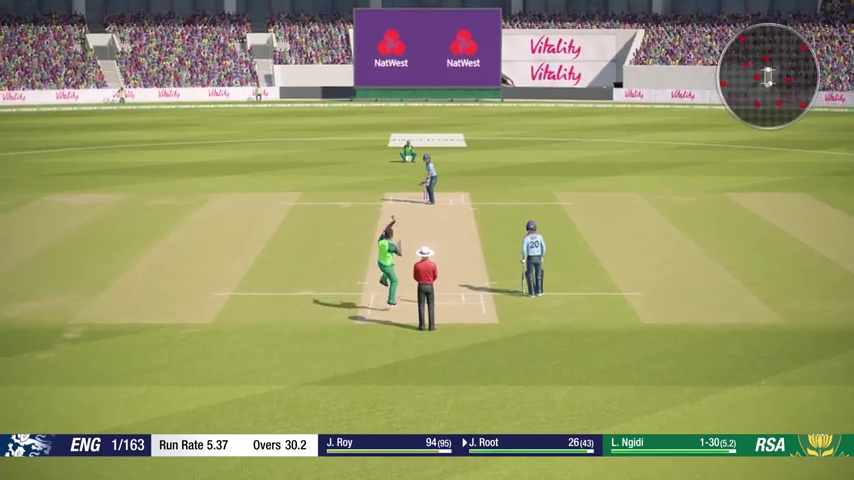 NatWest NatWest
Vitality
Vitality
Vitality Vitality Vitality Vitality Vitality Vitality
20
ENG 1/163 Run Rate 5.37 Overs 30.2 J. Roy 94(95) J. Root 26(43) L. Ngidi 1-30(5.2) RSA